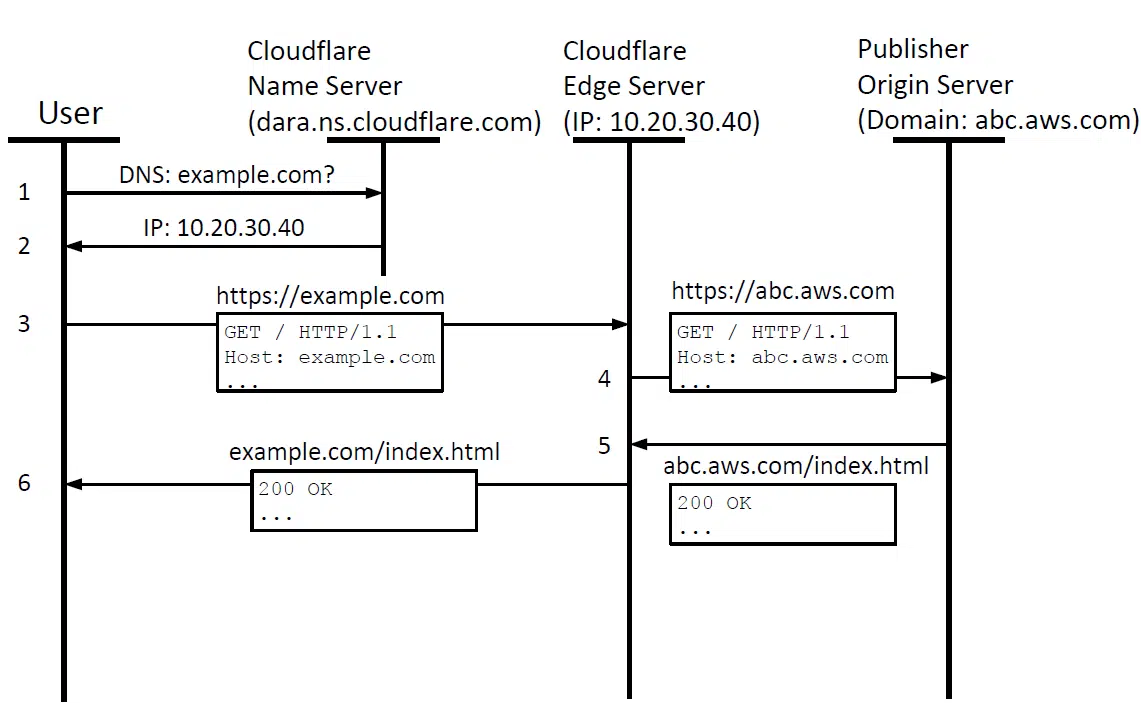 User
Cloudflare
Name Server
(dara.ns.cloudflare.com)
Cloudflare
Edge Server
(IP: 10.20.30.40)
Publisher
Origin Server
(Domain: abc.aws.com)
1
DNS: example.com?
2
IP: 10.20.30.40
3
https://example.com
GET / HTTP/1.1
Host: example.com
...
4
https://abc.aws.com
GET / HTTP/1.1
Host: abc.aws.com
...
5
abc.aws.com/index.html
200 OK
...
6
example.com/index.html
200 OK
...